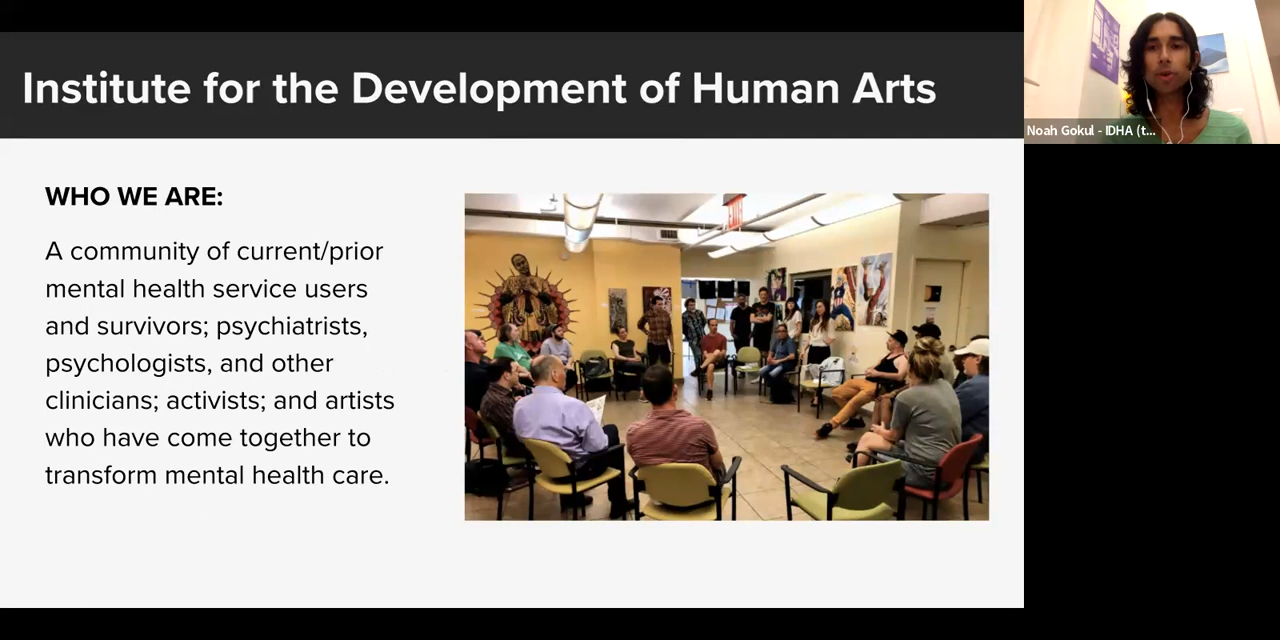 Institute for the Development of Human Arts
WHO WE ARE:
A community of current/prior
mental health service users
and survivors; psychiatrists,
psychologists, and other
clinicians; activists; and artists
who have come together to
transform mental health care.
EXIT
Noah Gokul - IDHA (t...